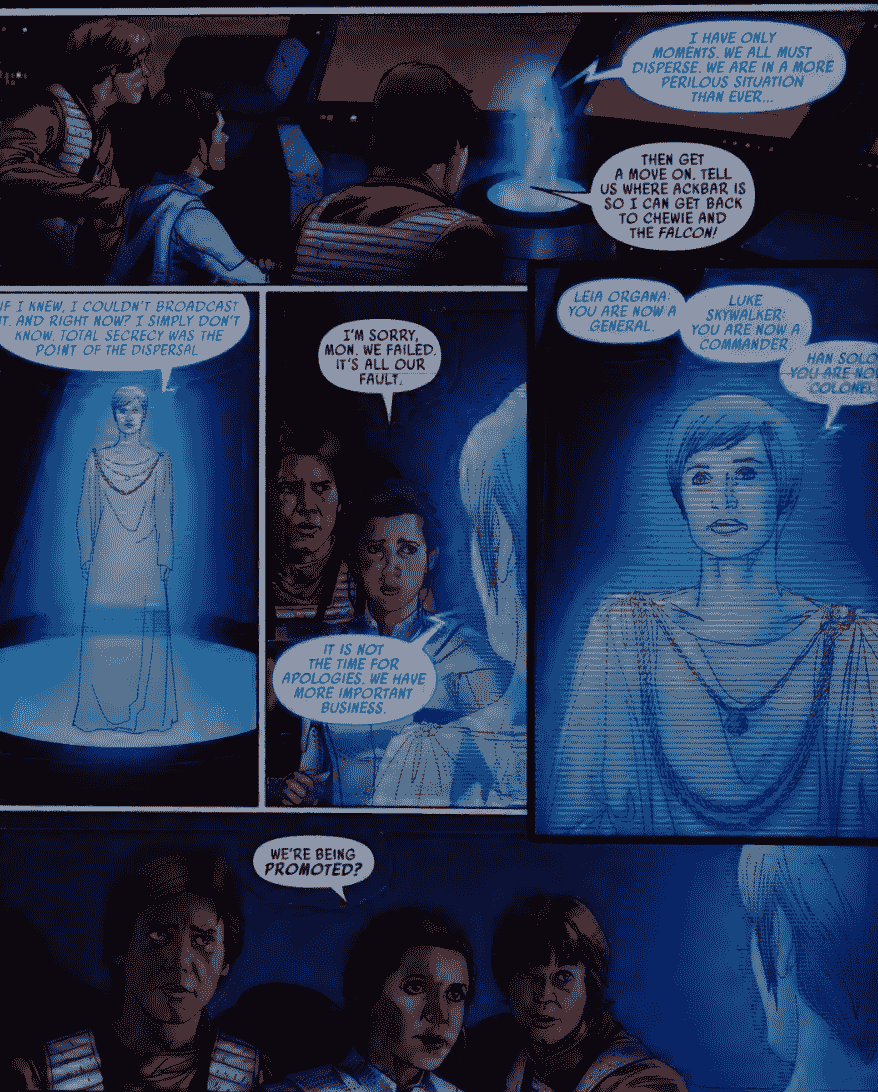 I HAVE ONLY
MOMENTS. WE ALL MUST
DISPERSE. WE ARE IN A MORE
PERILOUS SITUATION
THAN EVER...
THEN GET
A MOVE ON. TELL
US WHERE ACKBAR IS
SO I CAN GET BACK
TO CHEWIE AND
THE FALCON!
IF I KNEW, I COULDN'T BROADCAST
IT. AND RIGHT NOW? I SIMPLY DON'T
KNOW. TOTAL SECRECY WAS THE
POINT OF THE DISPERSAL
I'M SORRY,
MON. WE FAILED.
IT'S ALL OUR
FAULT.
IT IS NOT
THE TIME FOR
APOLOGIES. WE HAVE
MORE IMPORTANT
BUSINESS.
LEIA ORGANA:
YOU ARE NOW A
GENERAL.
LUKE
SKYWALKER:
YOU ARE NOW A
COMMANDER.
HAN SOLO
YOU ARE NOW
COLONEL
WE'RE BEING
PROMOTED?